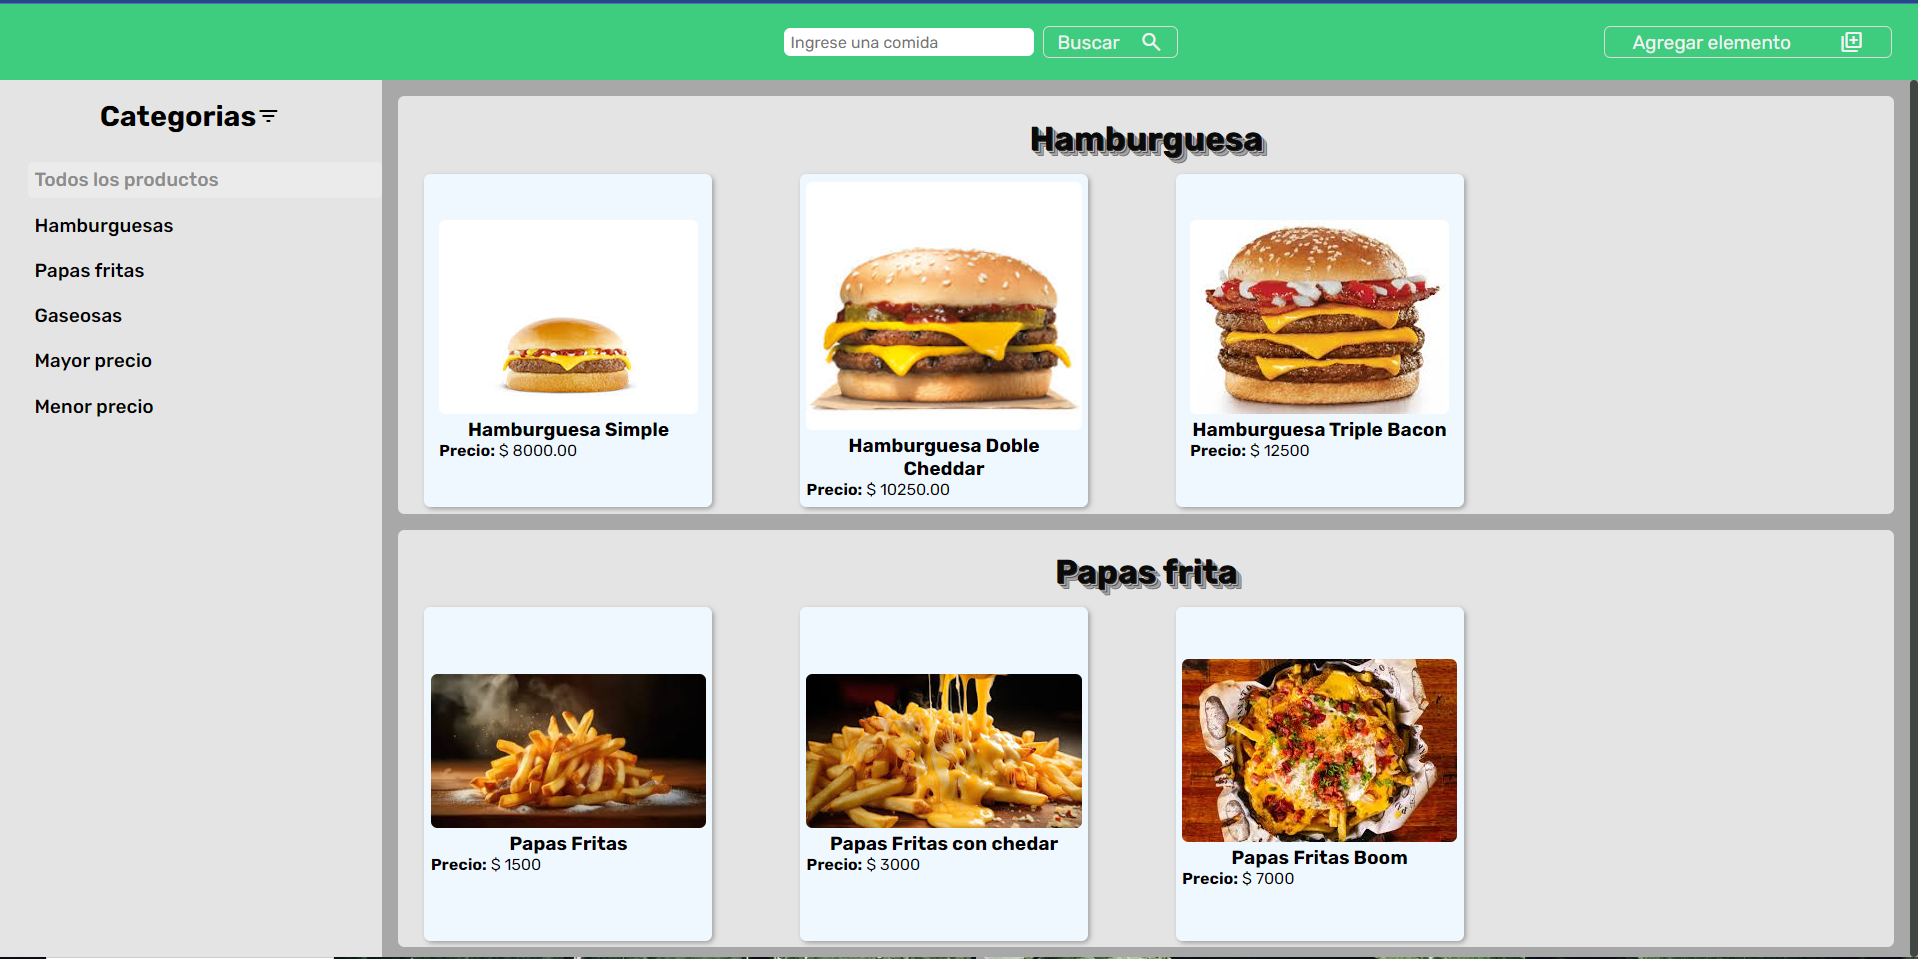 Ingrese una comida
Buscar
Agregar elemento
Categorias
Todos los productos
Hamburguesas
Papas fritas
Gaseosas
Mayor precio
Menor precio
Hamburguesa
Hamburguesa Simple
Precio: $ 8000.00
Hamburguesa Doble
Cheddar
Precio: $ 10250.00
Hamburguesa Triple Bacon
Precio: $ 12500
Papas frita
Papas Fritas
Precio: $ 1500
Papas Fritas con chedar
Precio: $ 3000
Papas Fritas Boom
Precio: $ 7000